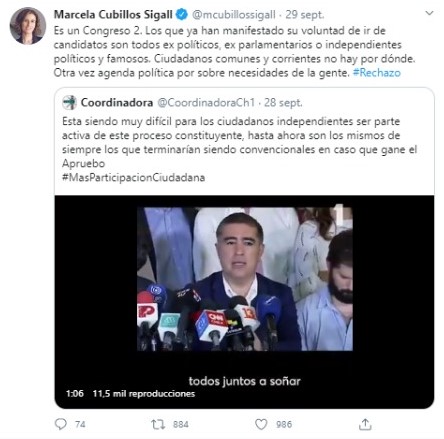 Marcela Cubillos Sigall @mcubillossigall · 29 sept.
Es un Congreso 2. Los que ya han manifestado su voluntad de ir de
candidatos son todos ex políticos, ex parlamentarios o independientes
políticos y famosos. Ciudadanos comunes y corrientes no hay por dónde.
Otra vez agenda política por sobre necesidades de la gente. #Rechazo
Coordinadora @CoordinadoraCh1 · 28 sept.
Esta siendo muy difícil para los ciudadanos independientes ser parte
activa de este proceso constituyente, hasta ahora son los mismos de
siempre los que terminarían siendo convencionales en caso que gane el
Apruebo
#MasParticipacionCiudadana
CNN
todos juntos a soñar
1:06 11,5 mil reproducciones
74 884 986